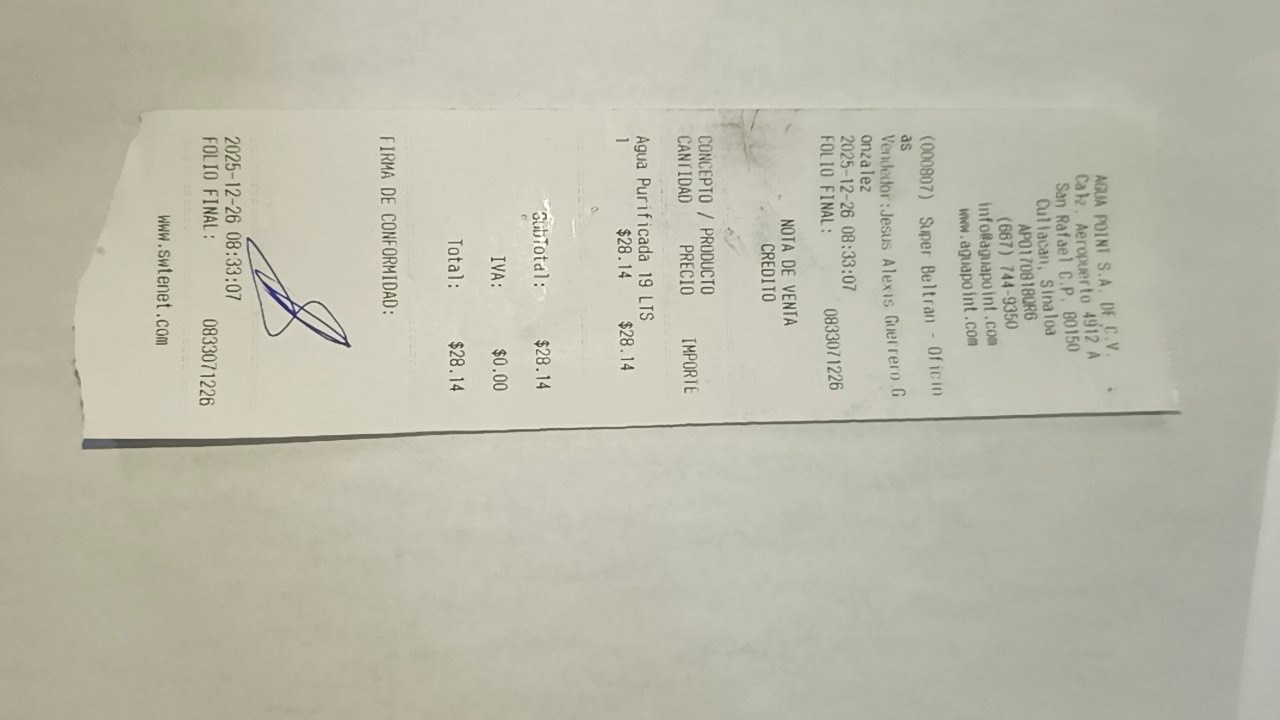 AGUA POINT S.A. DE C.V.
Calz. Aeropuerto 4912 A
San Rafael C.P. 80150
Culiacan, Sinaloa
APO170818QR6
(667) 744-9350
info@aguapoint.com
www.aguapoint.com
(000807) Super Beltran - Oficin
as
Vendedor:Jesus Alexis Guerrero G
onzalez
2025-12-26 08:33:07
FOLIO FINAL: 0833071226
NOTA DE VENTA
CREDITO
CONCEPTO / PRODUCTO
CANTIDAD PRECIO IMPORTE
Agua Purificada 19 LTS
1 $28.14 $28.14
SubTotal: $28.14
IVA: $0.00
Total: $28.14
FIRMA DE CONFORMIDAD:
2025-12-26 08:33:07
FOLIO FINAL: 0833071226
www.swtenet.com